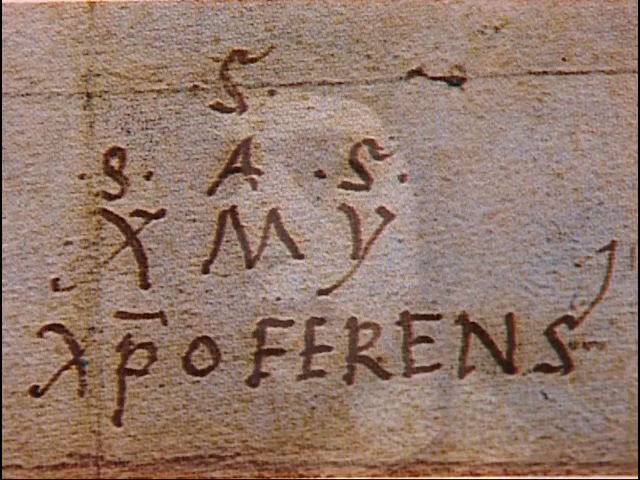 .S.
.S. A .S.
X M Y
Xp̄o FERENS